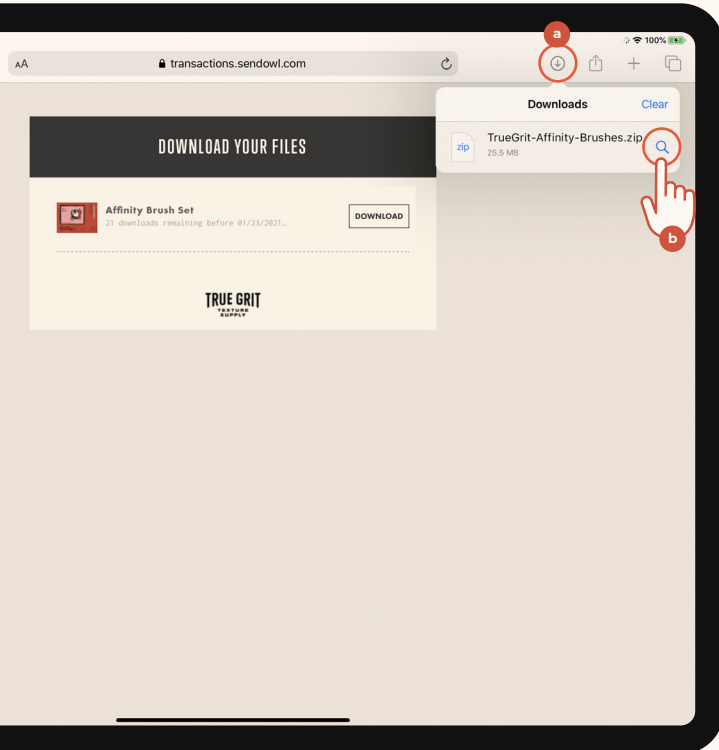 a
100%
AA
transactions.sendowl.com
Downloads
Clear
zip
TrueGrit-Affinity-Brushes.zip
25.5 MB
b
DOWNLOAD YOUR FILES
Affinity Brush Set
21 downloads remaining before 01/23/2021…
DOWNLOAD
TRUE GRIT
TEXTURE
SUPPLY